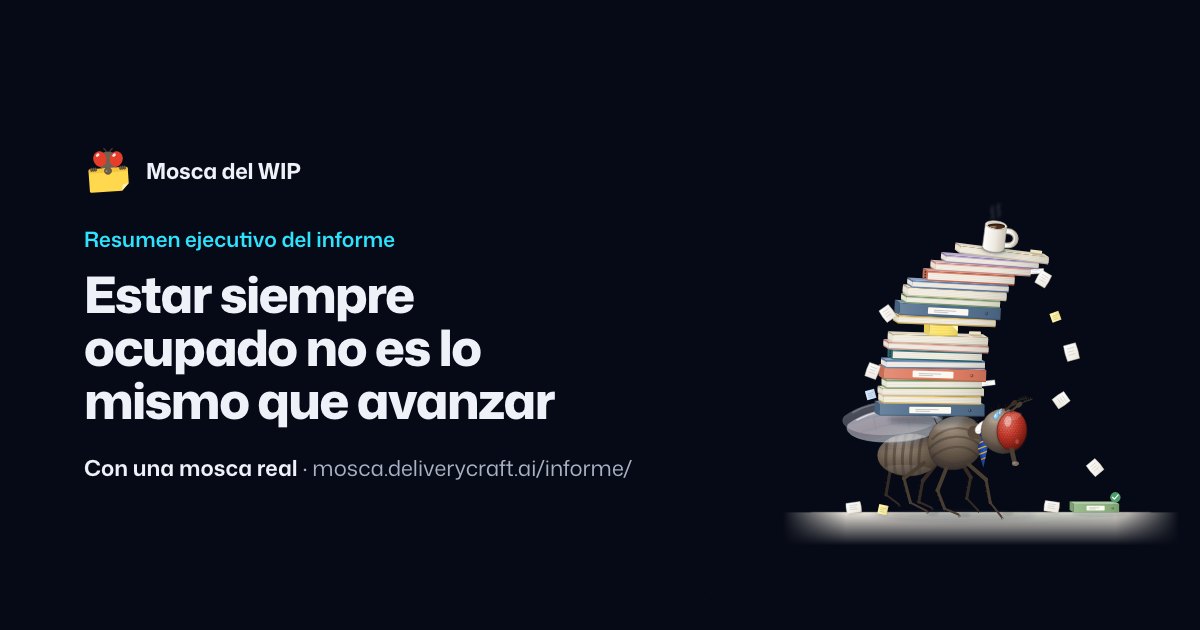 Mosca del WIP
Resumen ejecutivo del informe
Estar siempre
ocupado no es lo
mismo que avanzar
Con una mosca real · mosca.deliverycraft.ai/informe/